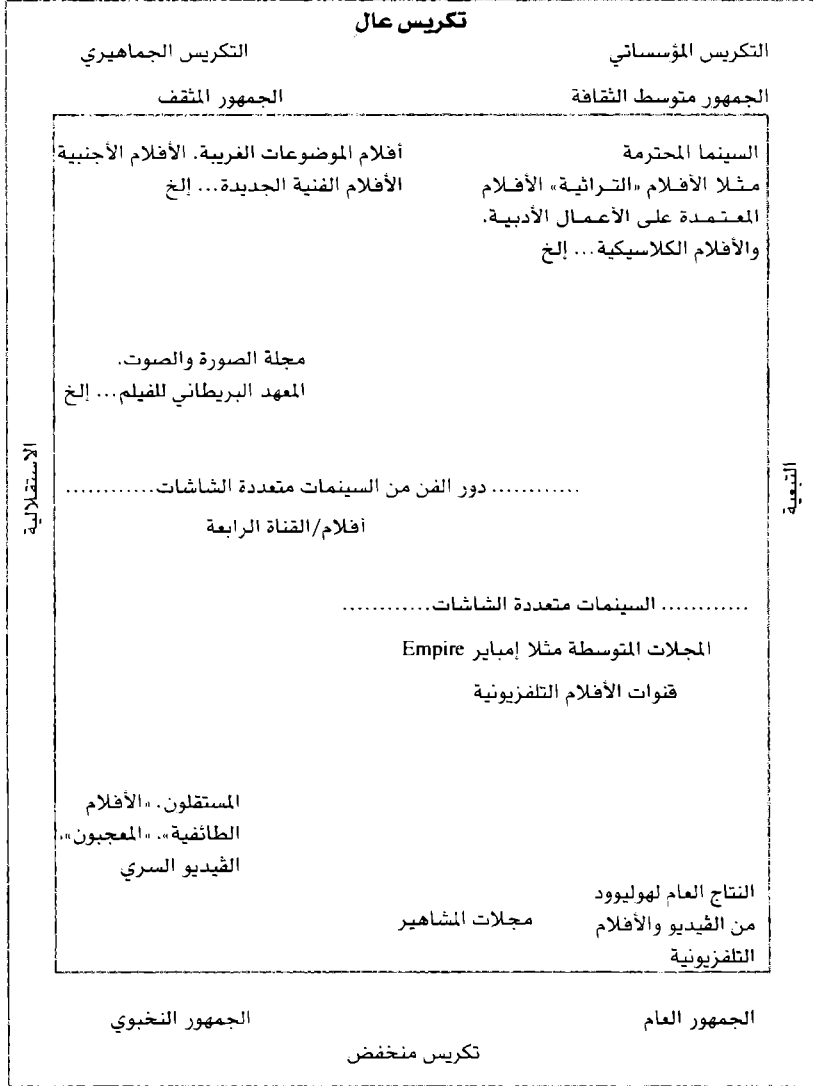 تكريس عال
التكريس المؤسساتي
التكريس الجماهيري
الجمهور متوسط الثقافة
الجمهور المثقف
السينما المحترمة
مثلا الأفلام «التراثية» الأفلام
المعتمدة على الأعمال الأدبية،
والأفلام الكلاسيكية... إلخ
أفلام الموضوعات الغريبة، الأفلام الأجنبية
الأفلام الفنية الجديدة... إلخ
مجلة الصورة والصوت،
المعهد البريطاني للفيلم... إلخ
التبعية
الاستقلالية
............ دور الفن من السينمات متعددة الشاشات............
أفلام/القناة الرابعة
............ السينمات متعددة الشاشات............
المجلات المتوسطة مثلا إمباير Empire
قنوات الأفلام التلفزيونية
المستقلون، «الأفلام
الطائفية»، «المعجبون»،
الڤيديو السري
النتاج العام لهوليوود
من الڤيديو والأفلام
التلفزيونية
مجلات المشاهير
الجمهور العام
الجمهور النخبوي
تكريس منخفض